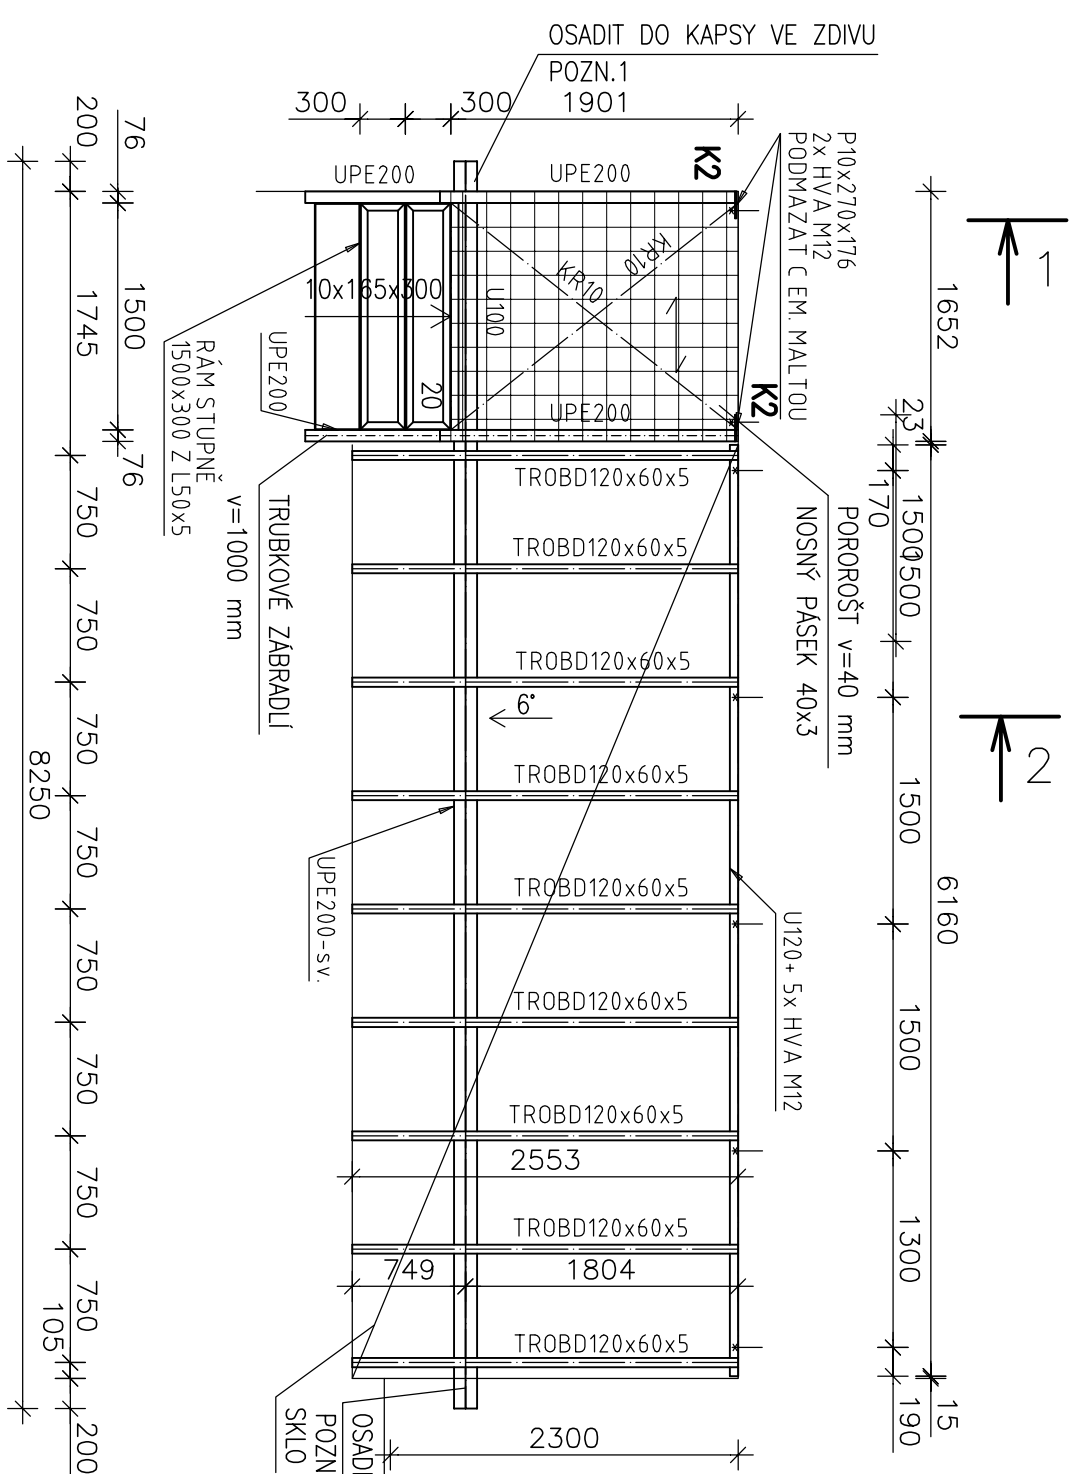 OSADIT DO KAPSY VE ZDIVU
POZN.1
300
300
1901
200
76
UPE200
UPE200
K2
P10x270x176
2x HVA M12
PODMAZAT CEM. MALTOU
1
1652
1500
1745
10x165x300
U100
KR10
KR10
20
UPE200
UPE200
K2
RÁM STUPNĚ
1500x300 Z L50x5
76
TRUBKOVÉ ZÁBRADLÍ
v=1000 mm
170
1500
1500
POROROŠT v=40 mm
NOSNÝ PÁSEK 40x3
TROBD120x60x5
TROBD120x60x5
TROBD120x60x5
6°
2
TROBD120x60x5
TROBD120x60x5
TROBD120x60x5
TROBD120x60x5
TROBD120x60x5
TROBD120x60x5
750
750
750
750
750
750
750
750
8250
UPE200-sv.
U120+ 5x HVA M12
1500
1500
1300
6160
2553
749
1804
105
200
15
190
2300
POZN
SKLO